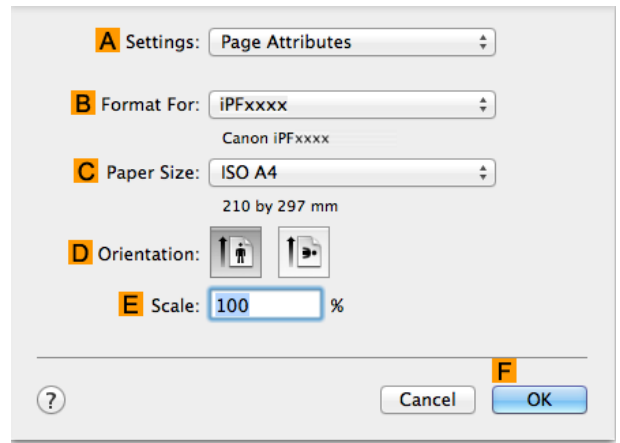 A Settings: Page Attributes
B Format For: iPFxxxx
Canon iPFxxxx
C Paper Size: ISO A4
210 by 297 mm
D Orientation:
E Scale: 100 %
F
? Cancel OK